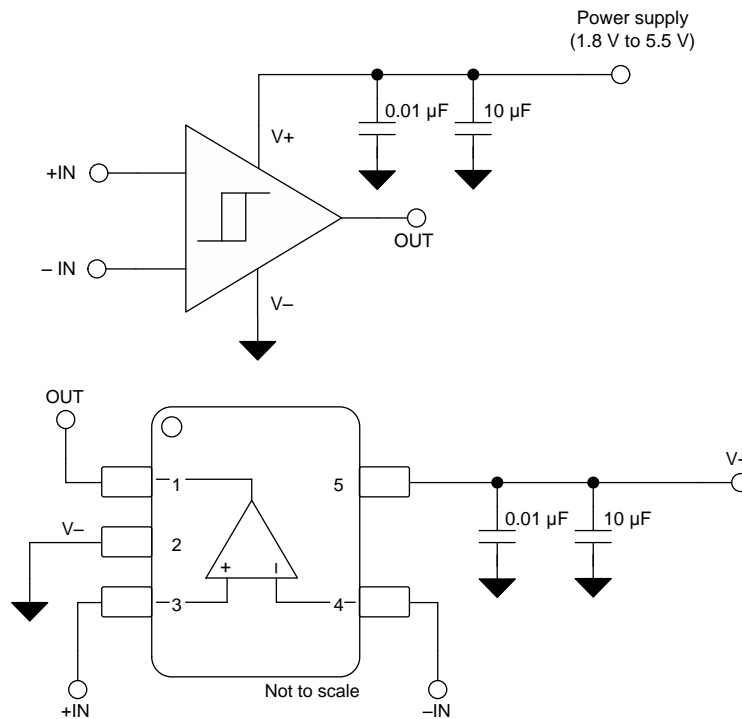 Power supply
(1.8 V to 5.5 V)
0.01 µF
10 µF
V+
+IN
OUT
– IN
V–
OUT
1
5
V–
2
0.01 µF
10 µF
+
–
3
4
Not to scale
+IN
–IN